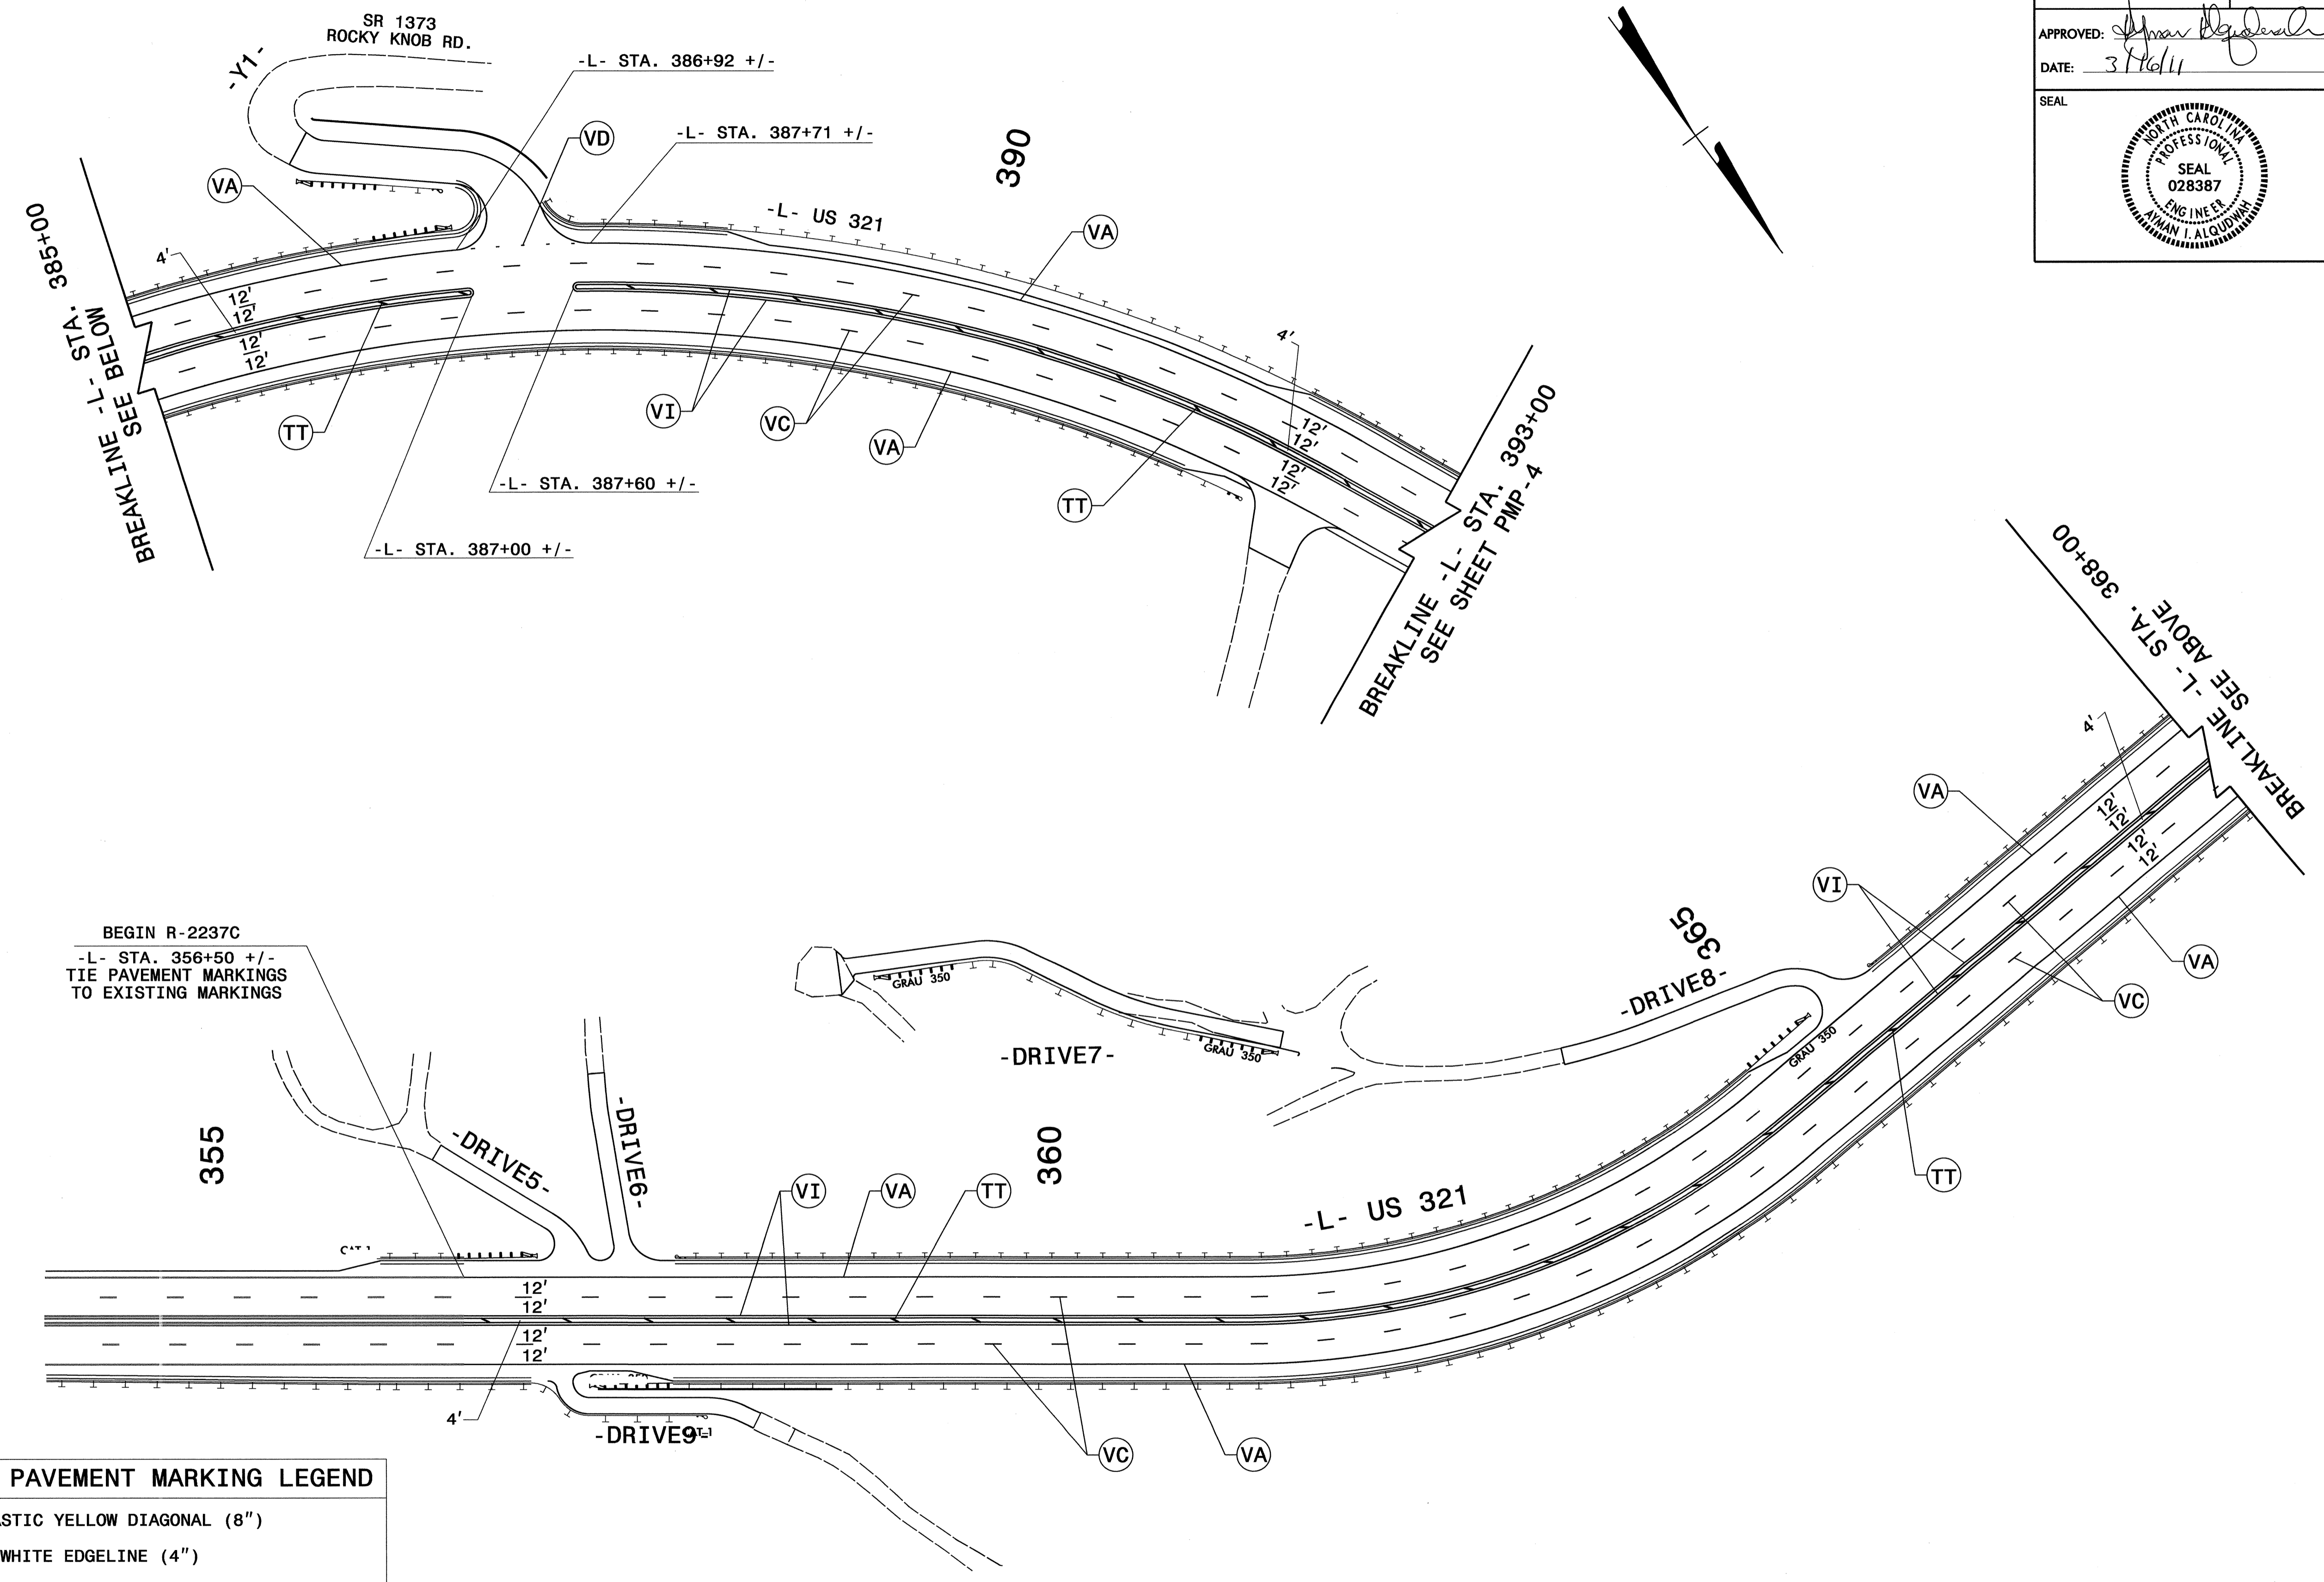 SR 1373
ROCKY KNOB RD.
-Y1-
-L- STA. 386+92 +/-
VD
-L- STA. 387+71 +/-
390
VA
-L- US 321
VA
4'
BREAKLINE -L- STA. 385+00
SEE BELOW
12'
12'
12'
12'
TT
VI
VC
VA
4'
12'
12'
12'
12'
TT
-L- STA. 387+60 +/-
-L- STA. 387+00 +/-
BREAKLINE -L- STA. 393+00
SEE SHEET PMP-4
APPROVED:
DATE: 3/16/11
SEAL
NORTH CAROLINA
PROFESSIONAL
SEAL
028387
ENGINEER
AYMAN I. ALQUDWAH
BREAKLINE -L- STA. 368+00
SEE ABOVE
4'
VA
12'
12'
12'
12'
VI
VA
VC
365
-DRIVE8-
GRAU 350
TT
BEGIN R-2237C
-L- STA. 356+50 +/-
TIE PAVEMENT MARKINGS
TO EXISTING MARKINGS
GRAU 350
-DRIVE7-
GRAU 350
355
-DRIVE5-
-DRIVE6-
360
VI
VA
TT
-L- US 321
12'
12'
12'
12'
4'
-DRIVE9-
VC
VA
PAVEMENT MARKING LEGEND
ASTIC YELLOW DIAGONAL (8")
WHITE EDGELINE (4")